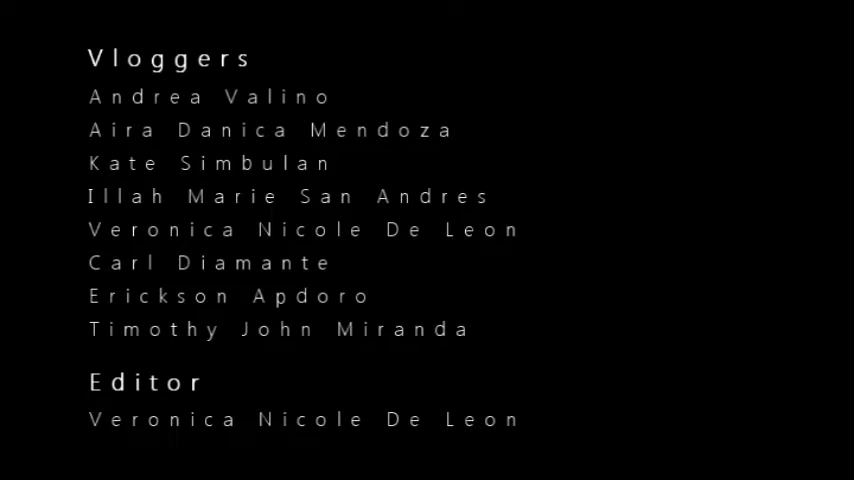 Vloggers
Andrea Valino
Aira Danica Mendoza
Kate Simbulan
Illah Marie San Andres
Veronica Nicole De Leon
Carl Diamante
Erickson Apdoro
Timothy John Miranda
Editor
Veronica Nicole De Leon